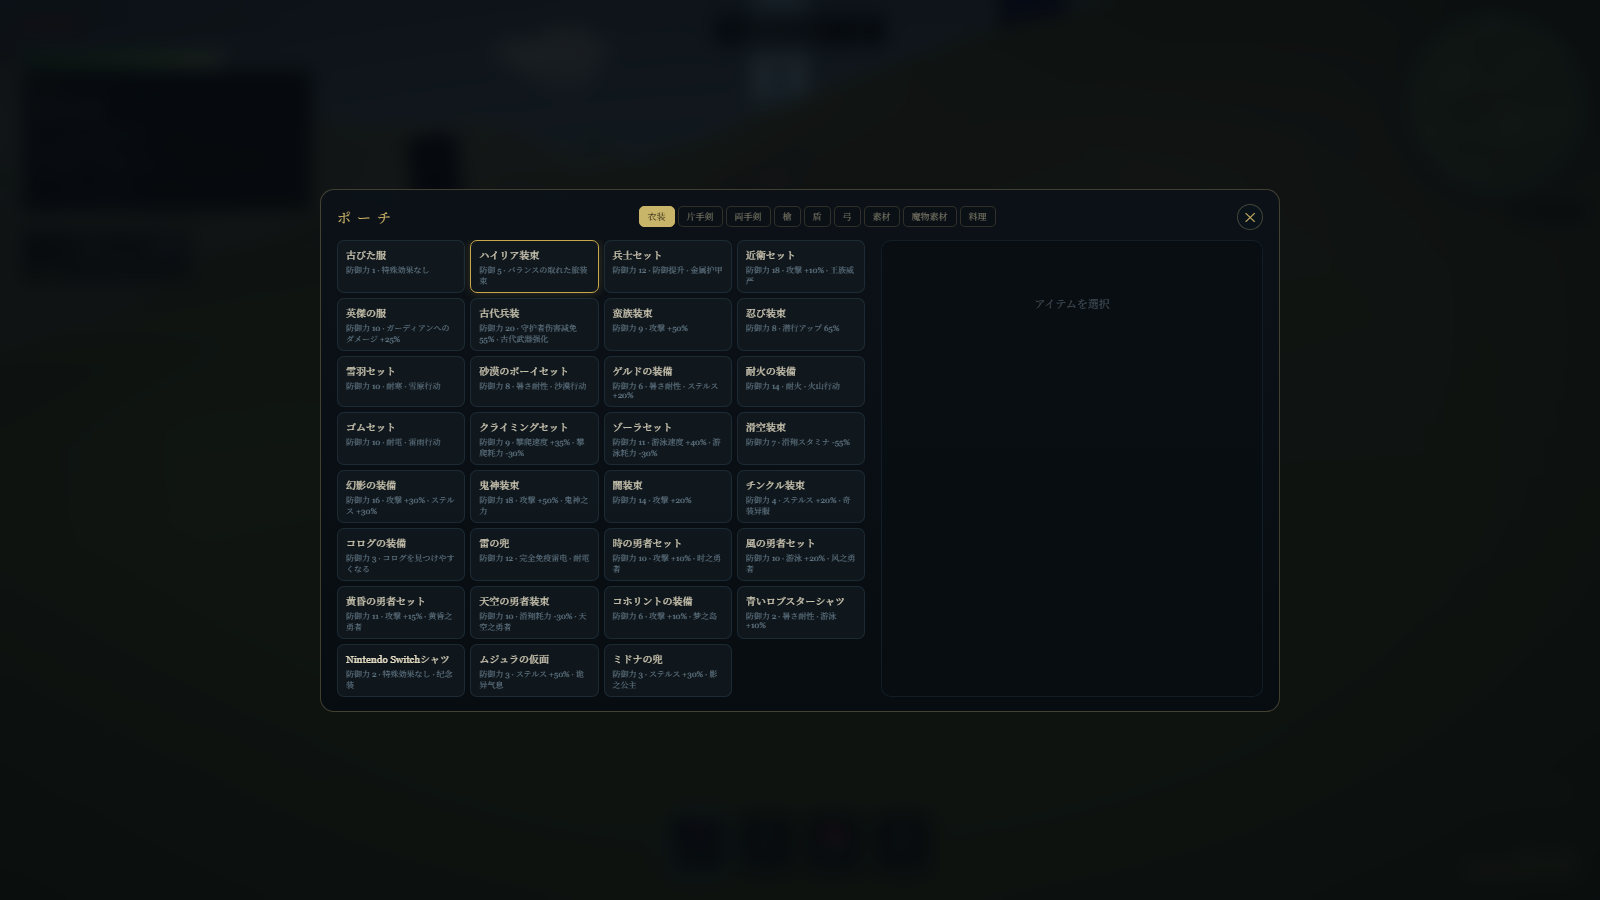 ポーチ
衣装 片手剣 両手剣 槍 盾 弓 素材 魔物素材 料理
古びた服
防御力 1 · 特殊効果なし
ハイリア装束
防御 5 · バランスの取れた服装
束
兵士セット
防御力 12 · 防御提升 · 金属护甲
近衛セット
防御力 18 · 攻撃 +10% · 王族威
严
英傑の服
防御力 10 · ガーディアンへの
ダメージ +25%
古代兵装
防御力 20 · 守护者伤害减免
55% · 古代武器强化
蛮族装束
防御力 9 · 攻撃 +50%
忍び装束
防御力 8 · 潜行アップ 65%
雪羽セット
防御力 10 · 耐寒 · 雪原行动
砂漠のボーイセット
防御力 8 · 暑さ耐性 · 沙漠行动
ゲルドの装備
防御力 6 · 暑さ耐性 · ステルス
+20%
耐火の装備
防御力 14 · 耐火 · 火山行动
ゴムセット
防御力 10 · 耐電 · 雷雨行动
クライミングセット
防御力 9 · 攀爬速度 +35% · 攀
爬耗力 -30%
ゾーラセット
防御力 11 · 游泳速度 +40% · 游
泳耗力 -30%
滑空装束
防御力 7 · 滑翔スタミナ -55%
幻影の装備
防御力 16 · 攻撃 +30% · ステル
ス +30%
鬼神装束
防御力 18 · 攻撃 +50% · 鬼神之
力
闇装束
防御力 14 · 攻撃 +20%
チンクル装束
防御力 4 · ステルス +20% · 奇
装异服
コログの装備
防御力 3 · コログを見つけやす
くなる
雷の兜
防御力 12 · 完全免疫雷电 · 耐電
時の勇者セット
防御力 10 · 攻撃 +10% · 时之勇
者
風の勇者セット
防御力 10 · 游泳 +20% · 风之勇
者
黄昏の勇者セット
防御力 11 · 攻撃 +15% · 黄昏之
勇者
天空の勇者装束
防御力 10 · 滑翔耗力 -30% · 天
空之勇者
コホリントの装備
防御力 6 · 攻撃 +10% · 梦之岛
青いロブスターシャツ
防御力 2 · 暑さ耐性 · 游泳
+10%
Nintendo Switchシャツ
防御力 2 · 特殊効果なし · 纪念
装
ムジュラの仮面
防御力 3 · ステルス +50% · 诡
异气息
ミドナの兜
防御力 3 · ステルス +30% · 影
之公主
アイテムを選択